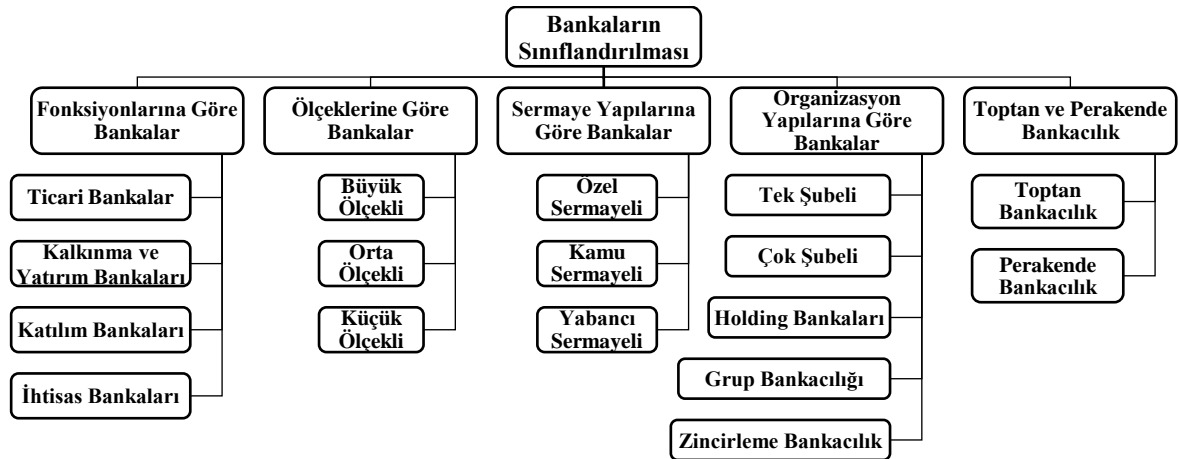 Bankaların
Sınıflandırılması
Fonksiyonlarına Göre
Bankalar
Ticari Bankalar
Kalkınma ve
Yatırım Bankaları
Katılım Bankaları
İhtisas Bankaları
Ölçeklerine Göre
Bankalar
Büyük
Ölçekli
Orta
Ölçekli
Küçük
Ölçekli
Sermaye Yapılarına
Göre Bankalar
Özel
Sermayeli
Kamu
Sermayeli
Yabancı
Sermayeli
Organizasyon
Yapılarına Göre
Bankalar
Tek Şubeli
Çok Şubeli
Holding Bankaları
Grup Bankacılığı
Zincirleme Bankacılık
Toptan ve Perakende
Bankacılık
Toptan
Bankacılık
Perakende
Bankacılık